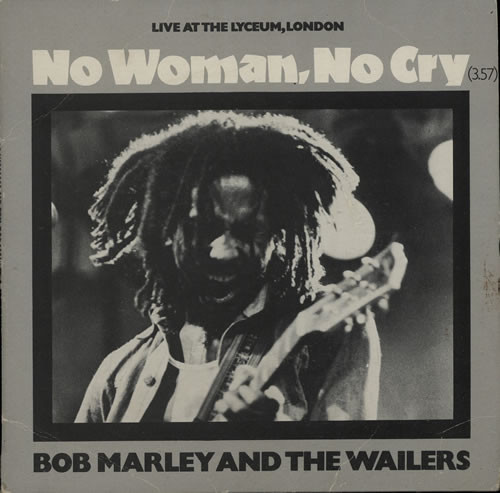 LIVE AT THE LYCEUM, LONDON
No Woman, No Cry (3.57)
BOB MARLEY AND THE WAILERS